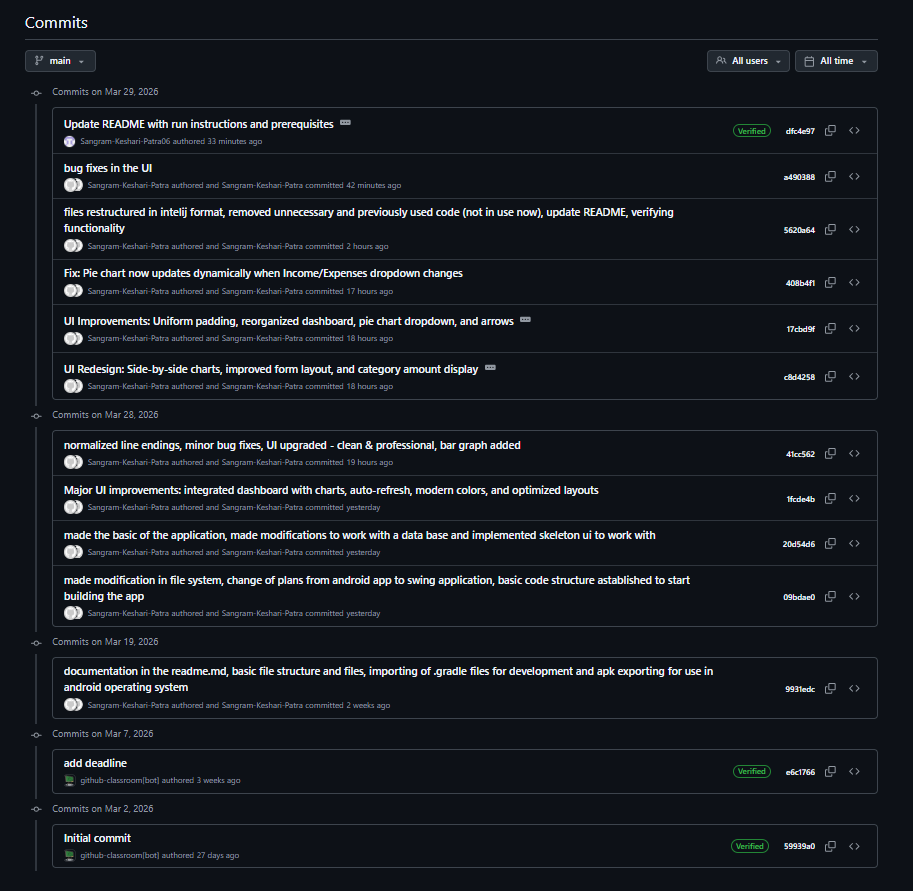 Commits
main
All users
All time
Commits on Mar 29, 2026
Update README with run instructions and prerequisites
Verified
dfc4e97
Sangram-Keshari-Patra06 authored 33 minutes ago
bug fixes in the UI
a490388
Sangram-Keshari-Patra authored and Sangram-Keshari-Patra committed 42 minutes ago
files restructured in intelij format, removed unnecessary and previously used code (not in use now), update README, verifying
functionality
5620a64
Sangram-Keshari-Patra authored and Sangram-Keshari-Patra committed 2 hours ago
Fix: Pie chart now updates dynamically when Income/Expenses dropdown changes
408b4f1
Sangram-Keshari-Patra authored and Sangram-Keshari-Patra committed 17 hours ago
UI Improvements: Uniform padding, reorganized dashboard, pie chart dropdown, and arrows
17cbd9f
Sangram-Keshari-Patra authored and Sangram-Keshari-Patra committed 18 hours ago
UI Redesign: Side-by-side charts, improved form layout, and category amount display
c8d4258
Sangram-Keshari-Patra authored and Sangram-Keshari-Patra committed 18 hours ago
Commits on Mar 28, 2026
normalized line endings, minor bug fixes, UI upgraded - clean & professional, bar graph added
41cc562
Sangram-Keshari-Patra authored and Sangram-Keshari-Patra committed 19 hours ago
Major UI improvements: integrated dashboard with charts, auto-refresh, modern colors, and optimized layouts
1fcde4b
Sangram-Keshari-Patra authored and Sangram-Keshari-Patra committed yesterday
made the basic of the application, made modifications to work with a data base and implemented skeleton ui to work with
20d54d6
Sangram-Keshari-Patra authored and Sangram-Keshari-Patra committed yesterday
made modification in file system, change of plans from android app to swing application, basic code structure astablished to start
building the app
09bdae0
Sangram-Keshari-Patra authored and Sangram-Keshari-Patra committed yesterday
Commits on Mar 19, 2026
documentation in the readme.md, basic file structure and files, importing of .gradle files for development and apk exporting for use in
android operating system
9931edc
Sangram-Keshari-Patra authored and Sangram-Keshari-Patra committed 2 weeks ago
Commits on Mar 7, 2026
add deadline
Verified
e6c1766
github-classroom[bot] authored 3 weeks ago
Commits on Mar 2, 2026
Initial commit
Verified
59939a0
github-classroom[bot] authored 27 days ago